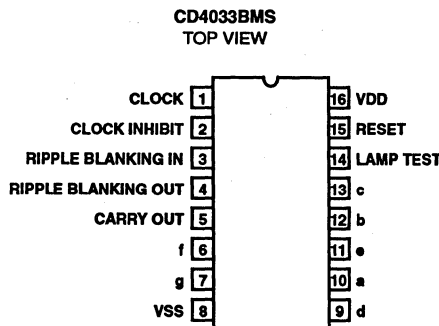 CD4033BMS
TOP VIEW
CLOCK 1 16 VDD
CLOCK INHIBIT 2 15 RESET
RIPPLE BLANKING IN 3 14 LAMP TEST
RIPPLE BLANKING OUT 4 13 c
CARRY OUT 5 12 b
f 6 11 e
g 7 10 a
VSS 8 9 d